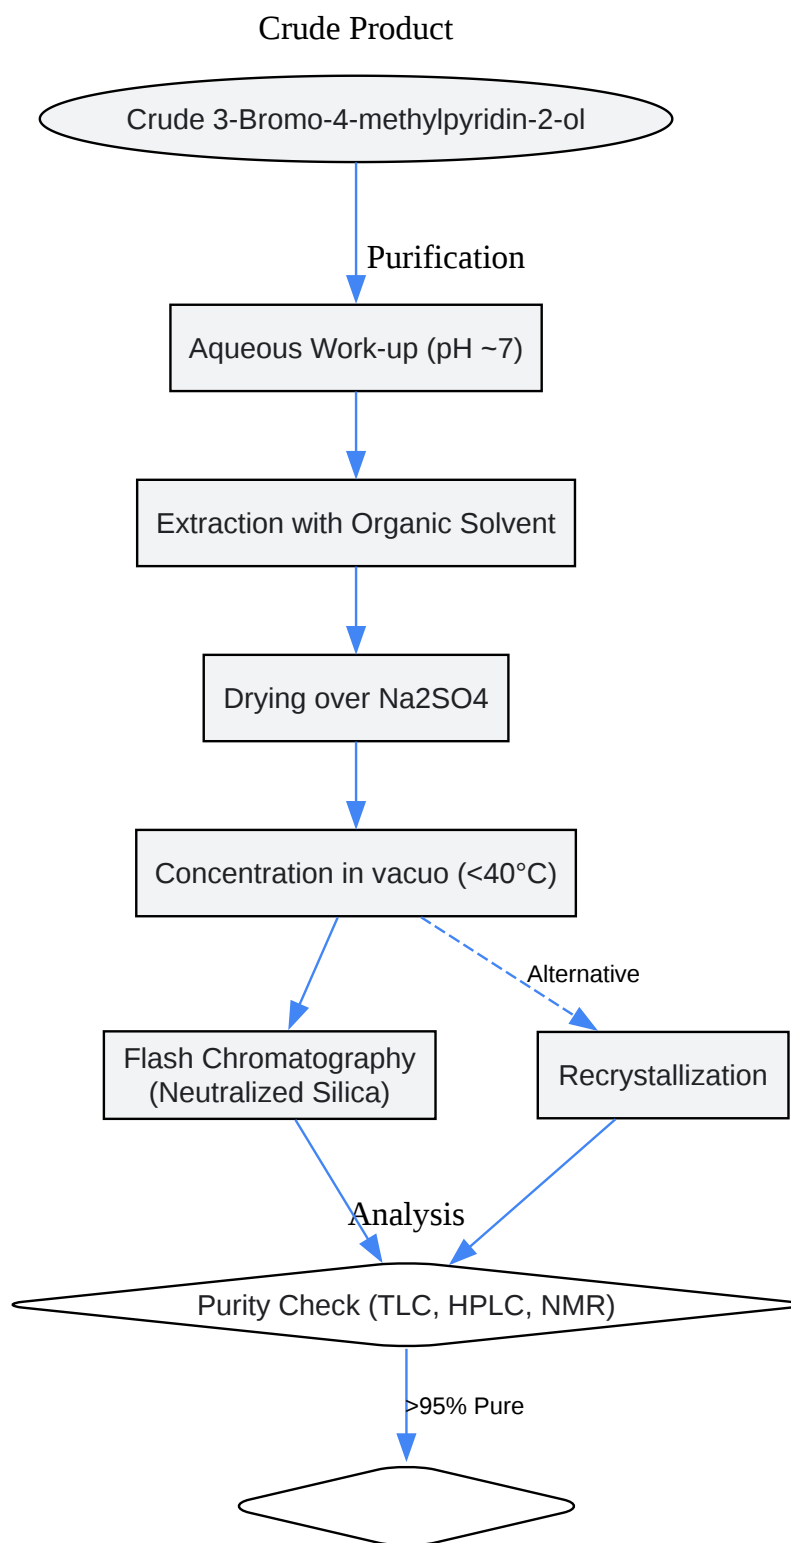 Crude Product
Crude 3-Bromo-4-methylpyridin-2-ol
Purification
Aqueous Work-up (pH ~7)
Extraction with Organic Solvent
Drying over Na2SO4
Concentration in vacuo (<40°C)
Alternative
Flash Chromatography
(Neutralized Silica)
Recrystallization
Analysis
Purity Check (TLC, HPLC, NMR)
>95% Pure